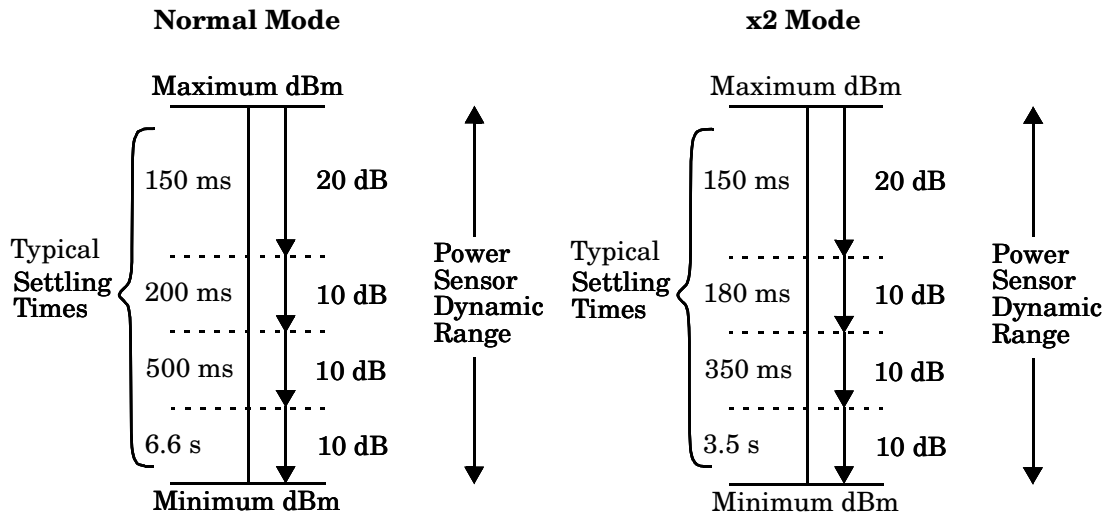 Normal Mode
Maximum dBm
150 ms
20 dB
Typical
Settling
Times
200 ms
10 dB
500 ms
10 dB
6.6 s
10 dB
Minimum dBm
Power
Sensor
Dynamic
Range
x2 Mode
Maximum dBm
150 ms
20 dB
Typical
Settling
Times
180 ms
10 dB
350 ms
10 dB
3.5 s
10 dB
Minimum dBm
Power
Sensor
Dynamic
Range